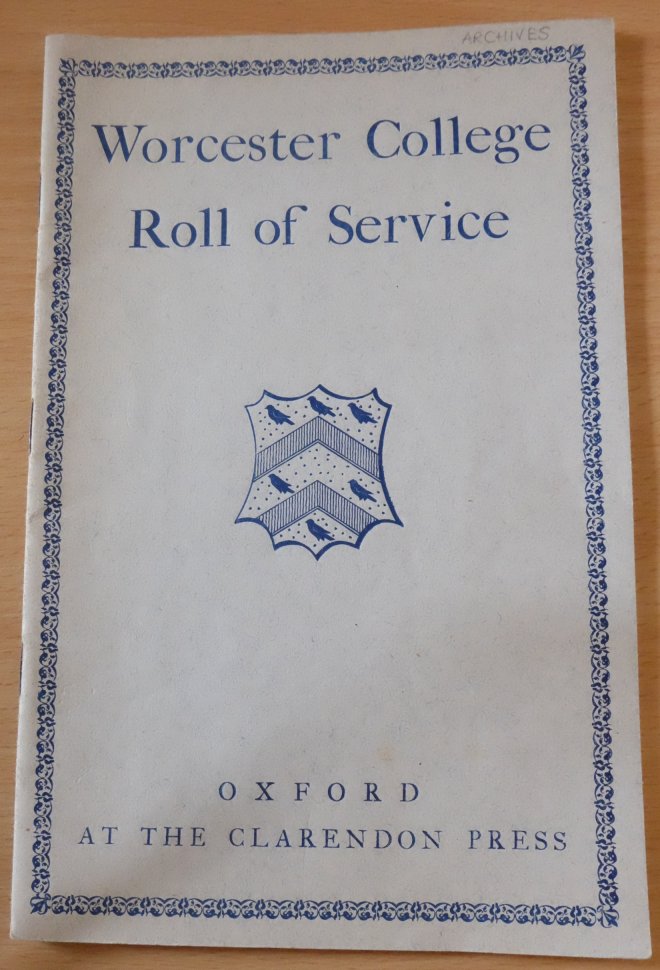 ARCHIVES
Worcester College
Roll of Service
OXFORD
AT THE CLARENDON PRESS